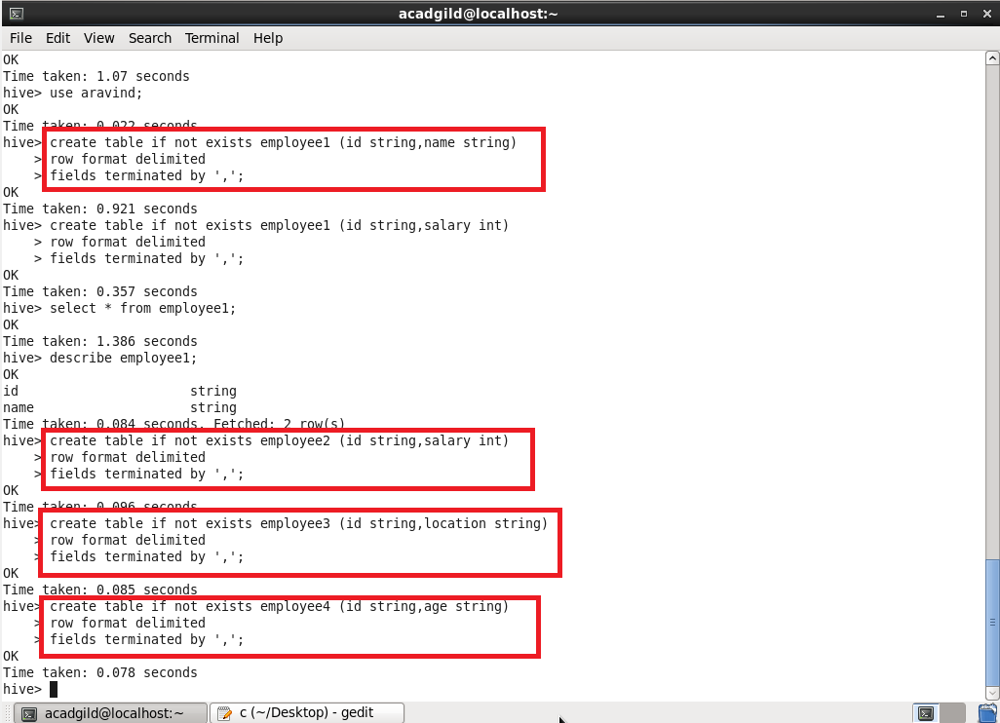 acadgild@localhost:~
File Edit View Search Terminal Help
OK
Time taken: 1.07 seconds
hive> use aravind;
OK
Time taken: 0.022 seconds
hive> create table if not exists employee1 (id string,name string)
    > row format delimited
    > fields terminated by ',';
OK
Time taken: 0.921 seconds
hive> create table if not exists employee1 (id string,salary int)
    > row format delimited
    > fields terminated by ',';
OK
Time taken: 0.357 seconds
hive> select * from employee1;
OK
Time taken: 1.386 seconds
hive> describe employee1;
OK
id                      string
name                    string
Time taken: 0.084 seconds, Fetched: 2 row(s)
hive> create table if not exists employee2 (id string,salary int)
    > row format delimited
    > fields terminated by ',';
OK
Time taken: 0.096 seconds
hive> create table if not exists employee3 (id string,location string)
    > row format delimited
    > fields terminated by ',';
OK
Time taken: 0.085 seconds
hive> create table if not exists employee4 (id string,age string)
    > row format delimited
    > fields terminated by ',';
OK
Time taken: 0.078 seconds
hive>
acadgild@localhost:~ c (~/Desktop) - gedit